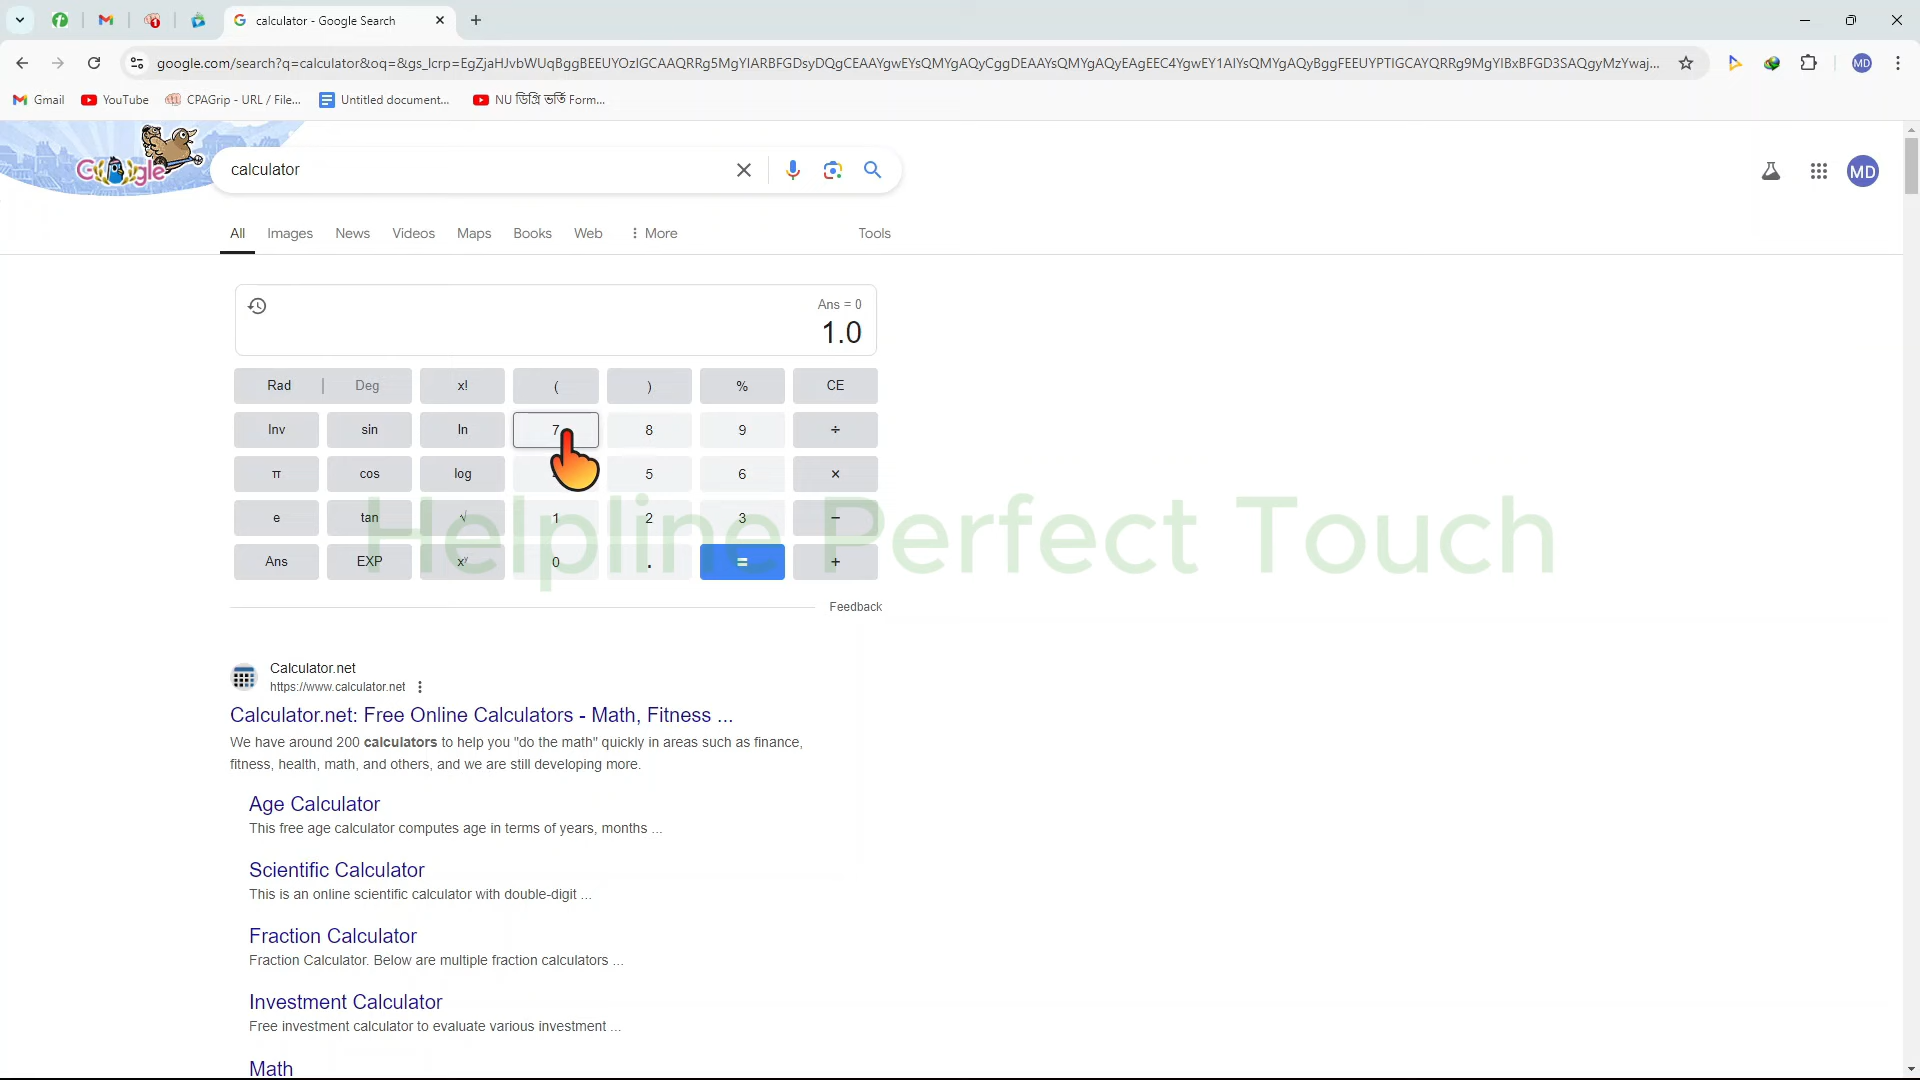 calculator - Google Search
google.com/search?q=calculator&oq=&gs_lcrp=EgZjaHJvbWUqBggBEEUYOzIGCAAQRRg5MgYIARBFGDsyDQgCEAAYgwEYsQMYgAQyCggDEAAYsQMYgAQyEAgEEC4YgwEY1AIYsQMYgAQyBggFEEUYPTIGCAYQRRg9MgYIBxBFGD3SAQgyMzYwaj...
MD
Gmail YouTube CPAGrip - URL / File... Untitled document... NU ডিগ্রি ভর্তি Form...
Google
calculator
MD
All Images News Videos Maps Books Web More Tools
Ans = 0
1.0
Rad | Deg x! ( ) % CE
Inv sin ln 7 8 9 ÷
π cos log 5 6 ×
e tan √ 1 2 3 −
Ans EXP xʸ 0 . = +
Helpline Perfect Touch
Feedback
Calculator.net
https://www.calculator.net
Calculator.net: Free Online Calculators - Math, Fitness ...
We have around 200 calculators to help you "do the math" quickly in areas such as finance,
fitness, health, math, and others, and we are still developing more.
Age Calculator
This free age calculator computes age in terms of years, months ...
Scientific Calculator
This is an online scientific calculator with double-digit ...
Fraction Calculator
Fraction Calculator. Below are multiple fraction calculators ...
Investment Calculator
Free investment calculator to evaluate various investment ...
Math